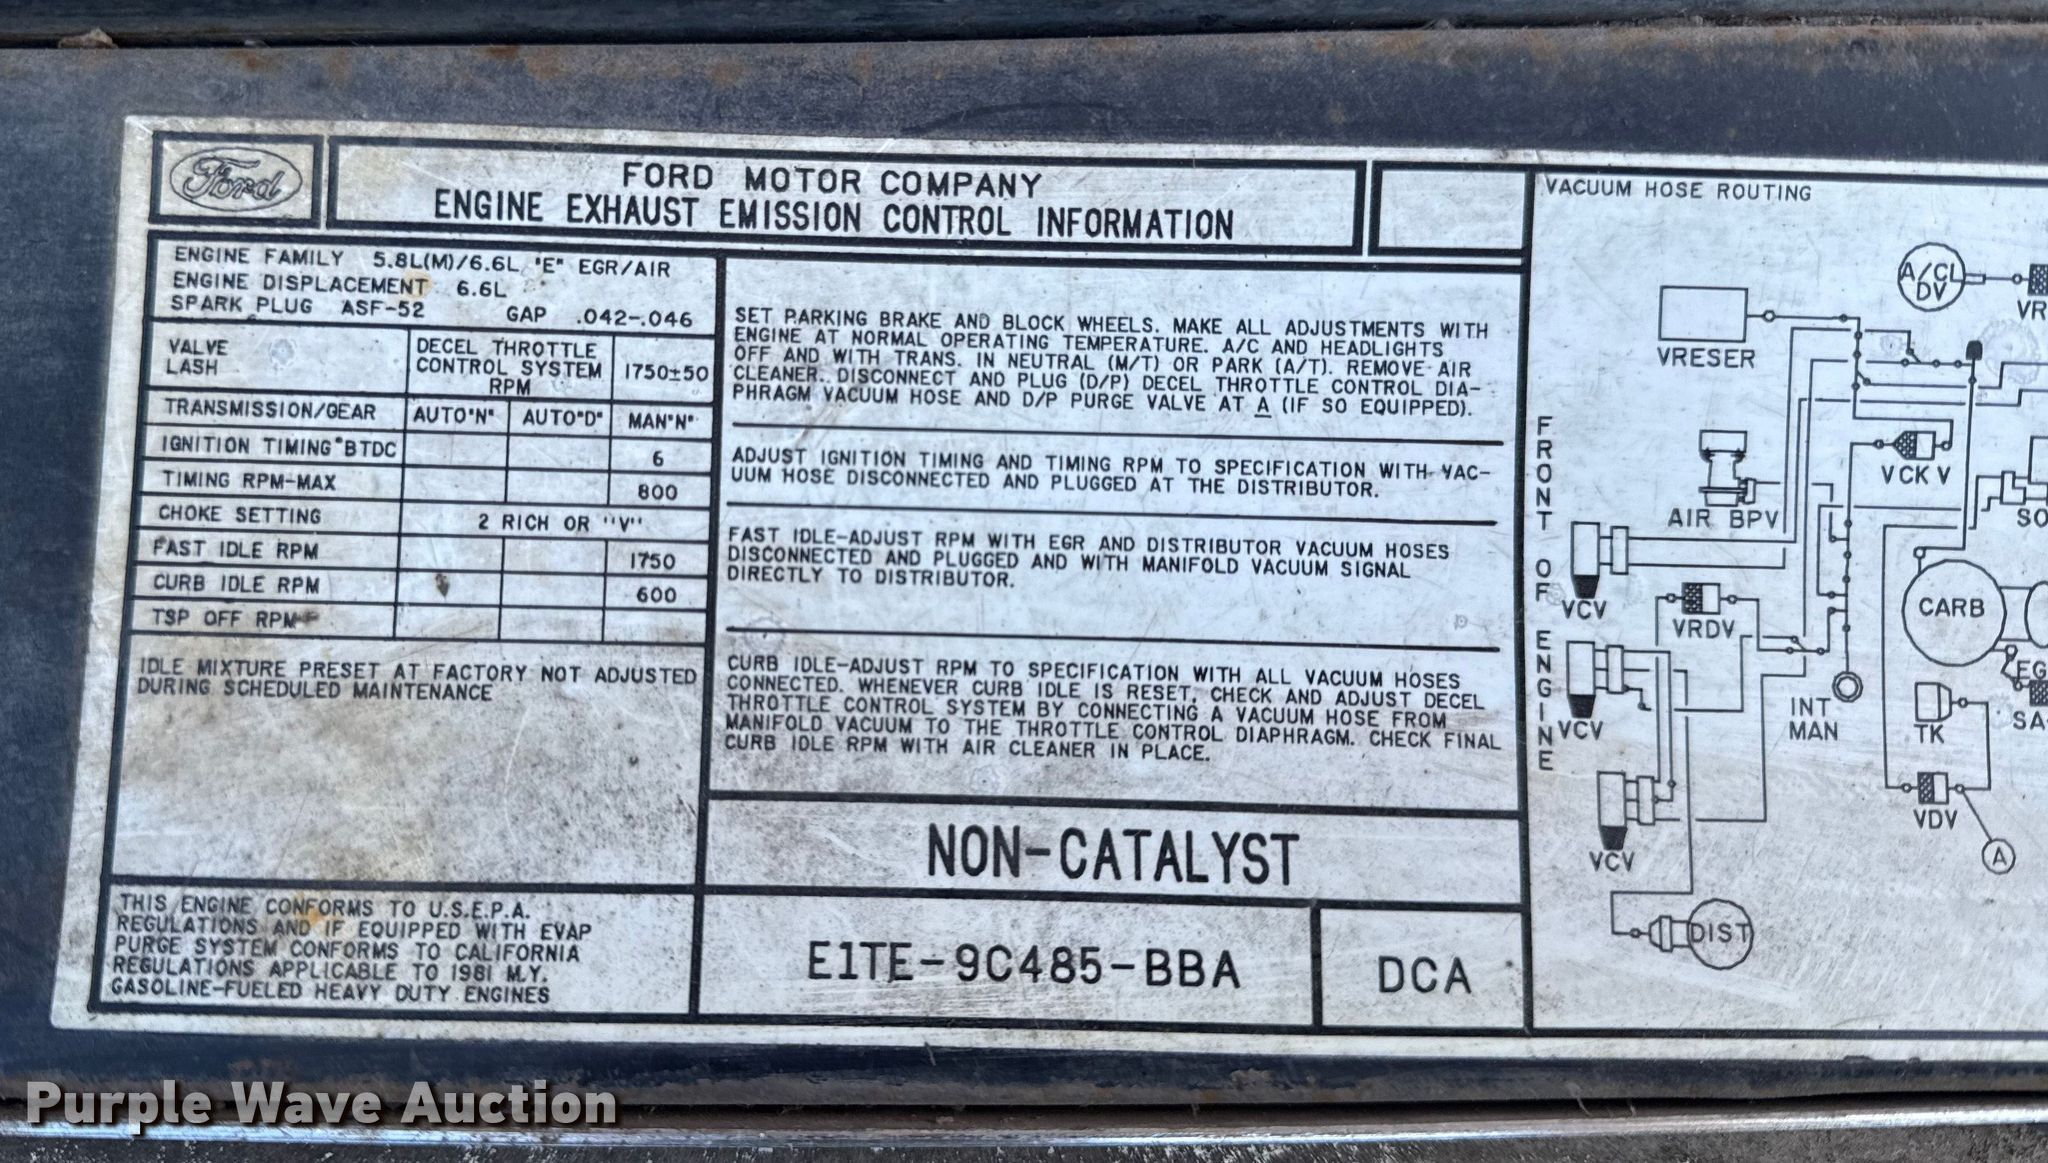 Ford
FORD MOTOR COMPANY
ENGINE EXHAUST EMISSION CONTROL INFORMATION
ENGINE FAMILY 5.8L(M)/6.6L "E" EGR/AIR
ENGINE DISPLACEMENT 6.6L
SPARK PLUG ASF-52 GAP .042-.046
VALVE
LASH
DECEL THROTTLE
CONTROL SYSTEM
RPM
1750±50
TRANSMISSION/GEAR AUTO"N" AUTO"D" MAN"N"
IGNITION TIMING°BTDC 6
TIMING RPM-MAX 800
CHOKE SETTING 2 RICH OR "V"
FAST IDLE RPM 1750
CURB IDLE RPM 600
TSP OFF RPM
IDLE MIXTURE PRESET AT FACTORY NOT ADJUSTED
DURING SCHEDULED MAINTENANCE
THIS ENGINE CONFORMS TO U.S.E.P.A.
REGULATIONS AND IF EQUIPPED WITH EVAP
PURGE SYSTEM CONFORMS TO CALIFORNIA
REGULATIONS APPLICABLE TO 1981 M.Y.
GASOLINE-FUELED HEAVY DUTY ENGINES
SET PARKING BRAKE AND BLOCK WHEELS. MAKE ALL ADJUSTMENTS WITH
ENGINE AT NORMAL OPERATING TEMPERATURE. A/C AND HEADLIGHTS
OFF AND WITH TRANS. IN NEUTRAL (M/T) OR PARK (A/T). REMOVE AIR
CLEANER. DISCONNECT AND PLUG (D/P) DECEL THROTTLE CONTROL DIA-
PHRAGM VACUUM HOSE AND D/P PURGE VALVE AT A (IF SO EQUIPPED).
ADJUST IGNITION TIMING AND TIMING RPM TO SPECIFICATION WITH VAC-
UUM HOSE DISCONNECTED AND PLUGGED AT THE DISTRIBUTOR.
FAST IDLE-ADJUST RPM WITH EGR AND DISTRIBUTOR VACUUM HOSES
DISCONNECTED AND PLUGGED AND WITH MANIFOLD VACUUM SIGNAL
DIRECTLY TO DISTRIBUTOR.
CURB IDLE-ADJUST RPM TO SPECIFICATION WITH ALL VACUUM HOSES
CONNECTED. WHENEVER CURB IDLE IS RESET, CHECK AND ADJUST DECEL
THROTTLE CONTROL SYSTEM BY CONNECTING A VACUUM HOSE FROM
MANIFOLD VACUUM TO THE THROTTLE CONTROL DIAPHRAGM. CHECK FINAL
CURB IDLE RPM WITH AIR CLEANER IN PLACE.
NON-CATALYST
E1TE-9C485-BBA
DCA
VACUUM HOSE ROUTING
FRONT OF ENGINE
A/CL
DV
VR
VRESER
VCK V
AIR BPV
SO
VCV
VRDV
CARB
EG
VCV
INT
MAN
TK
SA
VCV
VDV
A
DIST
Purple Wave Auction